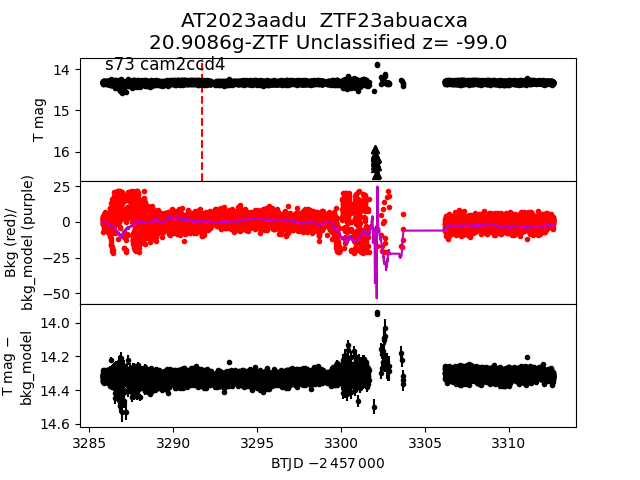 AT2023aadu  ZTF23abuacxa
20.9086g-ZTF Unclassified z= -99.0
s73 cam2ccd4
T mag
14
15
16
Bkg (red)/
bkg_model (purple)
25
0
−25
−50
T mag −
bkg_model
14.0
14.2
14.4
14.6
3285
3290
3295
3300
3305
3310
BTJD −2 457 000